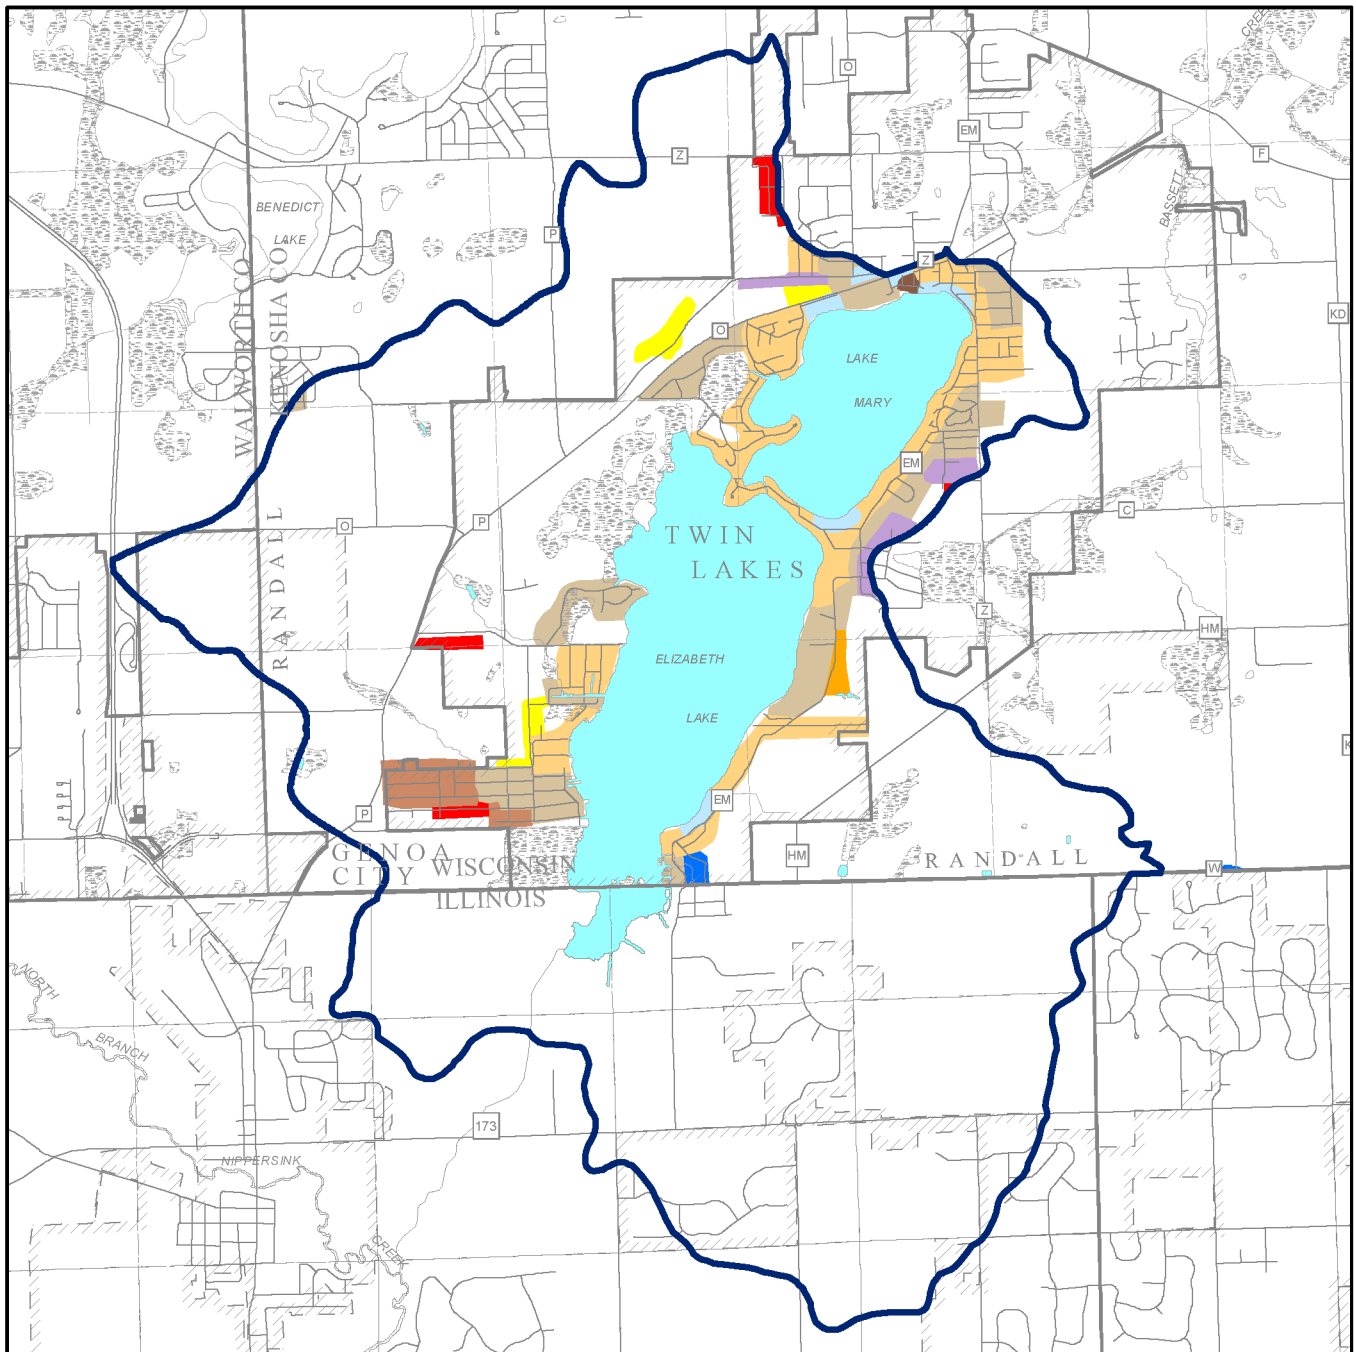 O
CREEK
EM
F
Z
BASSETT
BENEDICT
LAKE
P
Z
WALWORTH CO
KENOSHA CO
KD
O
LAKE
MARY
EM
P
O
C
TWIN
LAKES
RANDALL
Z
HM
ELIZABETH
LAKE
K
EM
P
HM
GENOA
CITY
WISCONSIN
ILLINOIS
RANDALL
W
NORTH
BRANCH
173
NIPPERSINK
CREEK